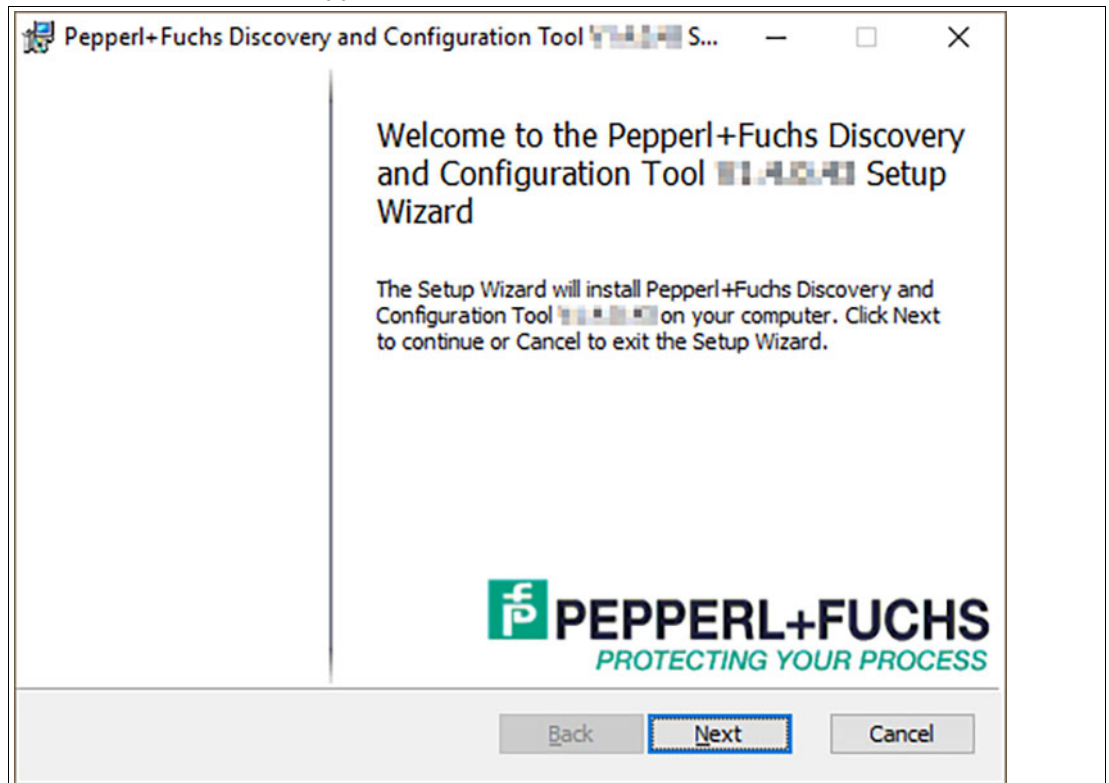 Pepperl+Fuchs Discovery and Configuration Tool S...
Welcome to the Pepperl+Fuchs Discovery
and Configuration Tool Setup
Wizard
The Setup Wizard will install Pepperl+Fuchs Discovery and
Configuration Tool on your computer. Click Next
to continue or Cancel to exit the Setup Wizard.
PEPPERL+FUCHS
PROTECTING YOUR PROCESS
Back Next Cancel